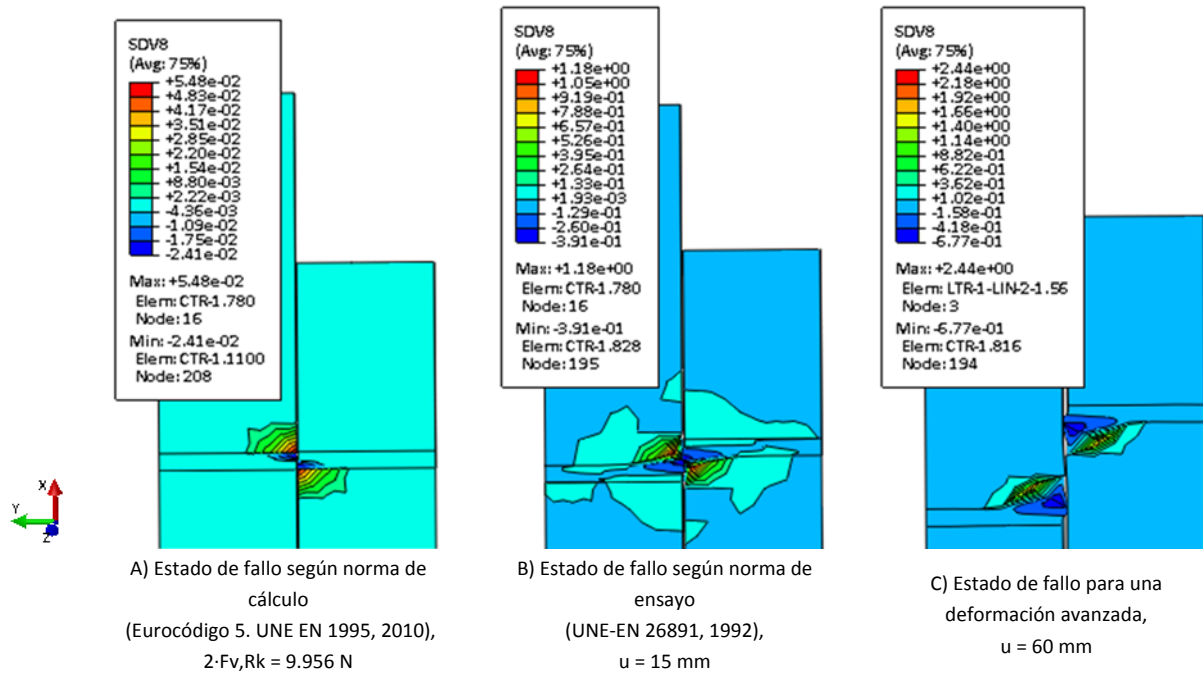 SDV8
(Avg: 75%)
+5.48e-02
+4.83e-02
+4.17e-02
+3.51e-02
+2.85e-02
+2.20e-02
+1.54e-02
+8.80e-03
+2.22e-03
-4.36e-03
-1.09e-02
-1.75e-02
-2.41e-02
Max: +5.48e-02
Elem: CTR-1.780
Node: 16
Min: -2.41e-02
Elem: CTR-1.1100
Node: 208
SDV8
(Avg: 75%)
+1.18e+00
+1.05e+00
+9.19e-01
+7.88e-01
+6.57e-01
+5.26e-01
+3.95e-01
+2.64e-01
+1.33e-01
+1.93e-03
-1.29e-01
-2.60e-01
-3.91e-01
Max: +1.18e+00
Elem: CTR-1.780
Node: 16
Min: -3.91e-01
Elem: CTR-1.828
Node: 195
SDV8
(Avg: 75%)
+2.44e+00
+2.18e+00
+1.92e+00
+1.66e+00
+1.40e+00
+1.14e+00
+8.82e-01
+6.22e-01
+3.62e-01
+1.02e-01
-1.58e-01
-4.18e-01
-6.77e-01
Max: +2.44e+00
Elem: LTR-1-LIN-2-1.56
Node: 3
Min: -6.77e-01
Elem: CTR-1.816
Node: 194
X
Y
Z
A) Estado de fallo según norma de
cálculo
(Eurocódigo 5. UNE EN 1995, 2010),
2·Fv,Rk = 9.956 N
B) Estado de fallo según norma de
ensayo
(UNE-EN 26891, 1992),
u = 15 mm
C) Estado de fallo para una
deformación avanzada,
u = 60 mm